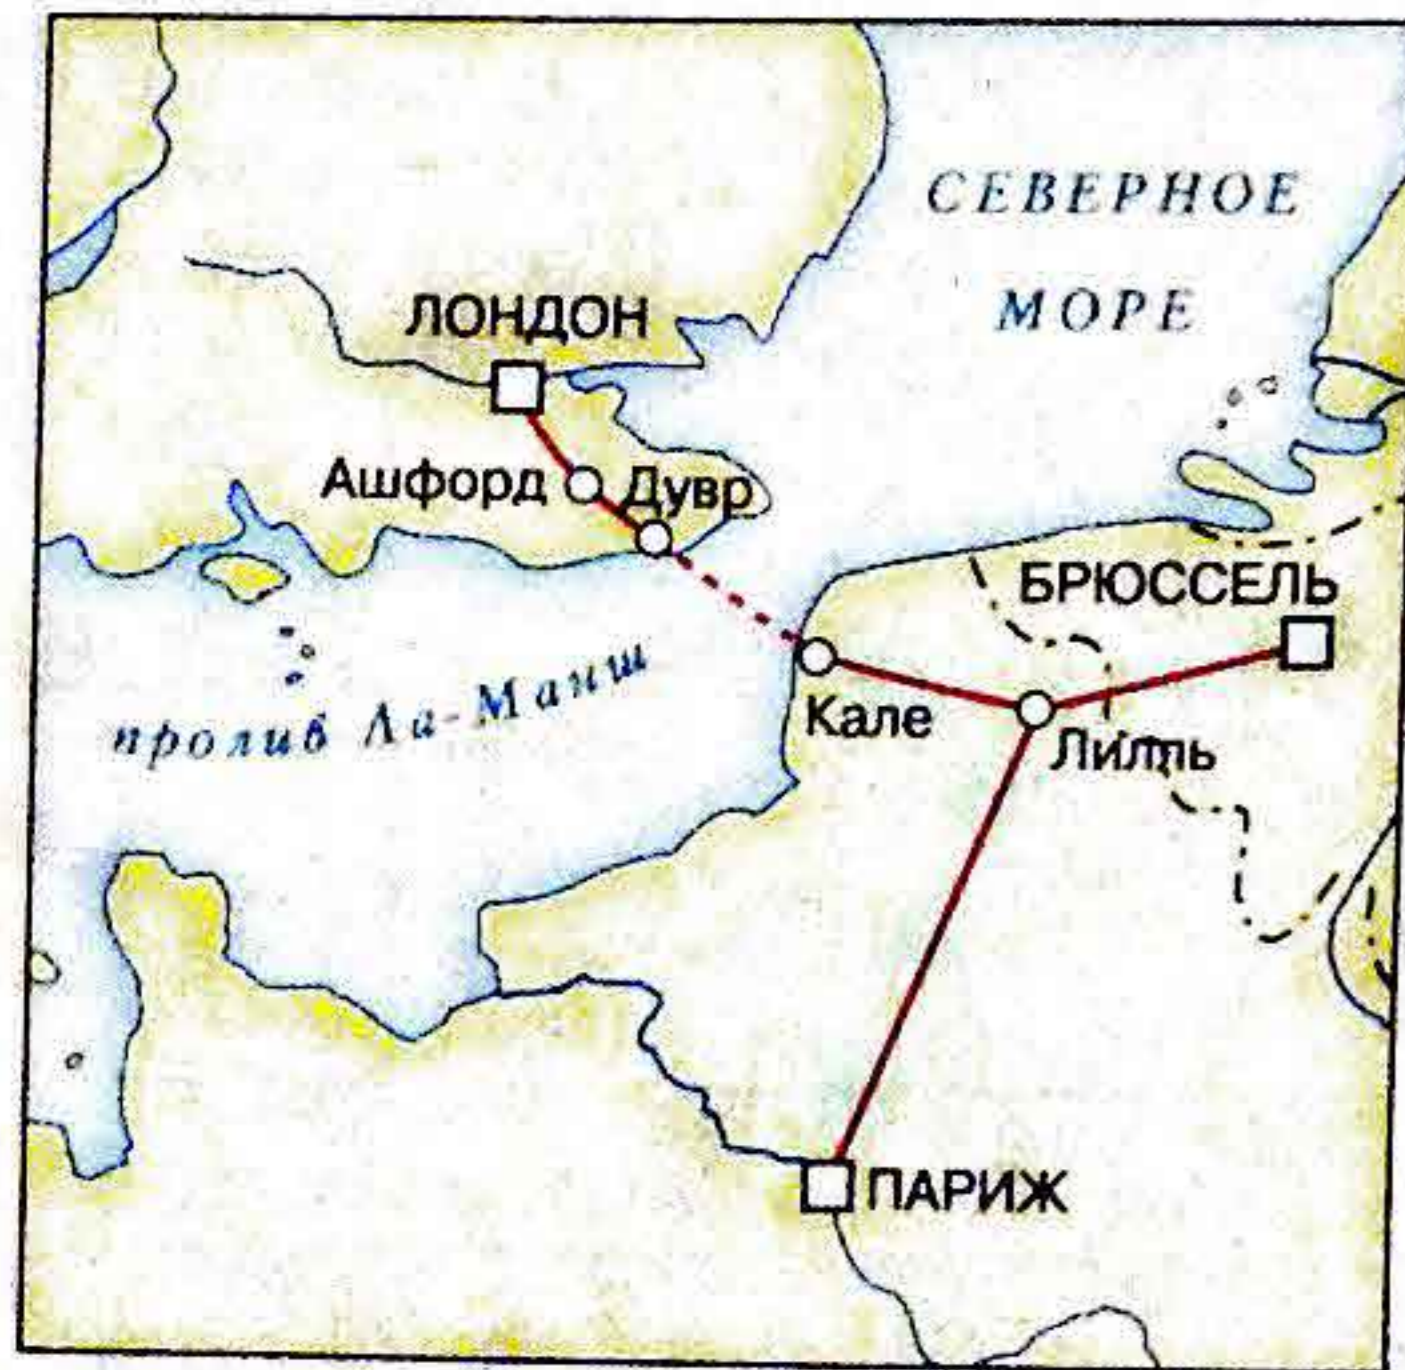 СЕВЕРНОЕ
МОРЕ
ЛОНДОН
Ашфорд
Дувр
БРЮССЕЛЬ
пролив Ла-Манш
Кале
Лилль
ПАРИЖ